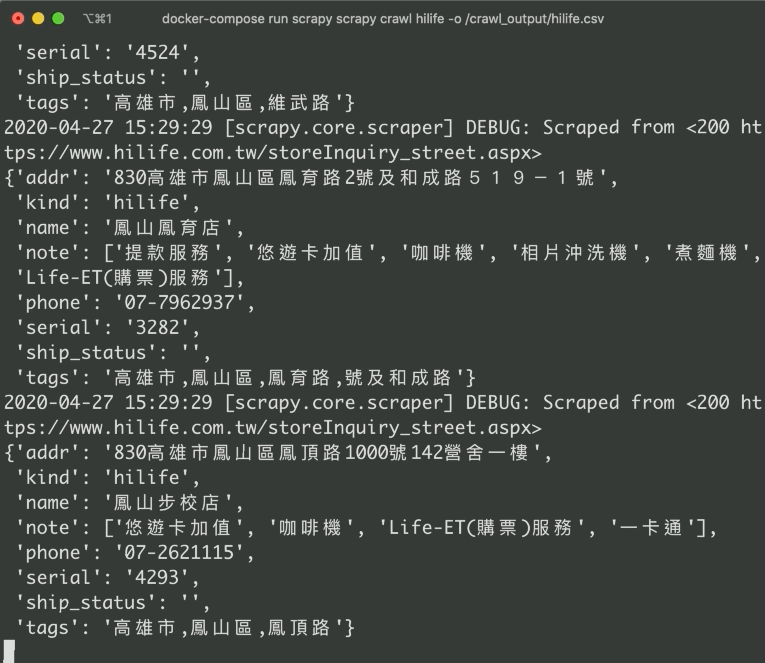 ⌥⌘1 docker-compose run scrapy scrapy crawl hilife -o /crawl_output/hilife.csv
'serial': '4524',
'ship_status': '',
'tags': '高雄市,鳳山區,維武路'}
2020-04-27 15:29:29 [scrapy.core.scraper] DEBUG: Scraped from <200 ht
tps://www.hilife.com.tw/storeInquiry_street.aspx>
{'addr': '830高雄市鳳山區鳳育路2號及和成路５１９－１號',
'kind': 'hilife',
'name': '鳳山鳳育店',
'note': ['提款服務', '悠遊卡加值', '咖啡機', '相片沖洗機', '煮麵機',
'Life-ET(購票)服務'],
'phone': '07-7962937',
'serial': '3282',
'ship_status': '',
'tags': '高雄市,鳳山區,鳳育路,號及和成路'}
2020-04-27 15:29:29 [scrapy.core.scraper] DEBUG: Scraped from <200 ht
tps://www.hilife.com.tw/storeInquiry_street.aspx>
{'addr': '830高雄市鳳山區鳳頂路1000號142營舍一樓',
'kind': 'hilife',
'name': '鳳山步校店',
'note': ['悠遊卡加值', '咖啡機', 'Life-ET(購票)服務', '一卡通'],
'phone': '07-2621115',
'serial': '4293',
'ship_status': '',
'tags': '高雄市,鳳山區,鳳頂路'}